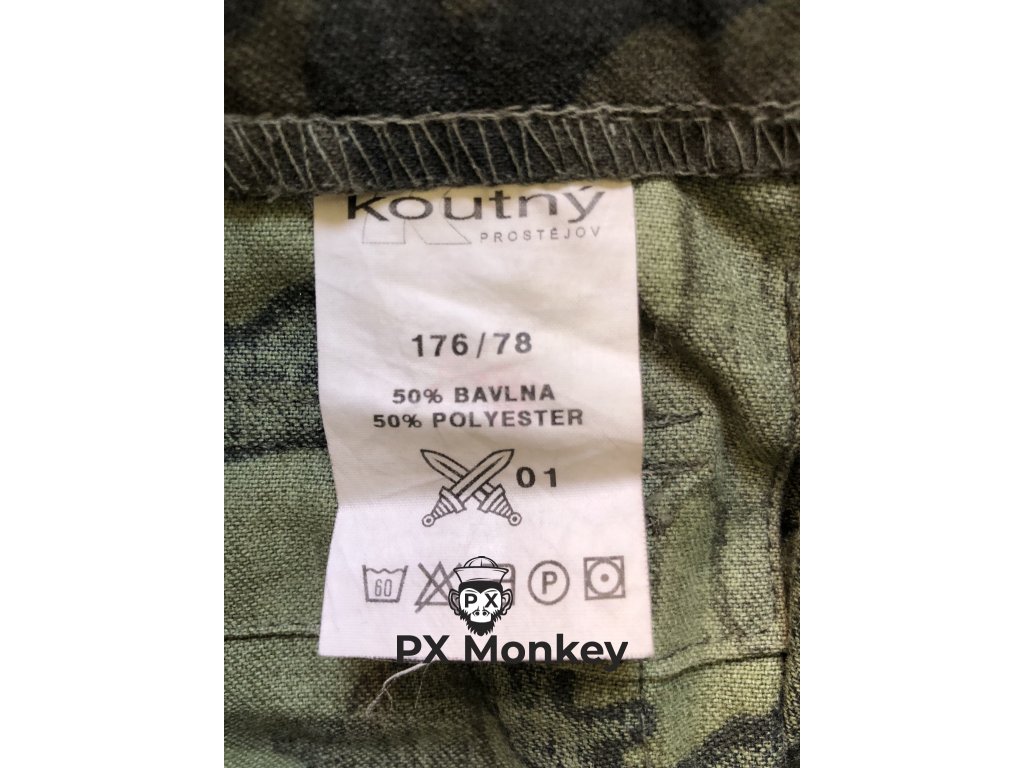 koutný
PROSTĚJOV
176/78
50% BAVLNA
50% POLYESTER
01
60
P
PX
PX Monkey